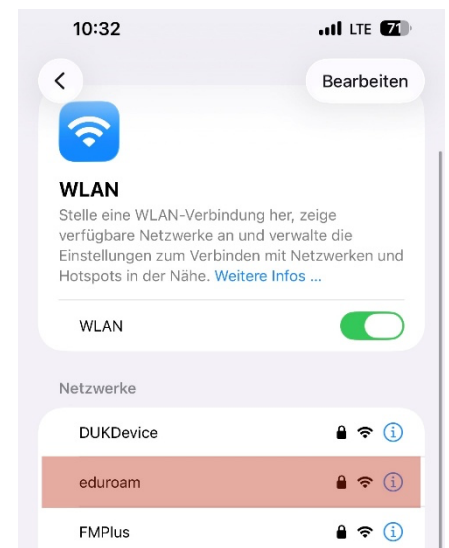 10:32 LTE 71
Bearbeiten
WLAN
Stelle eine WLAN-Verbindung her, zeige
verfügbare Netzwerke an und verwalte die
Einstellungen zum Verbinden mit Netzwerken und
Hotspots in der Nähe. Weitere Infos ...
WLAN
Netzwerke
DUKDevice
eduroam
FMPlus